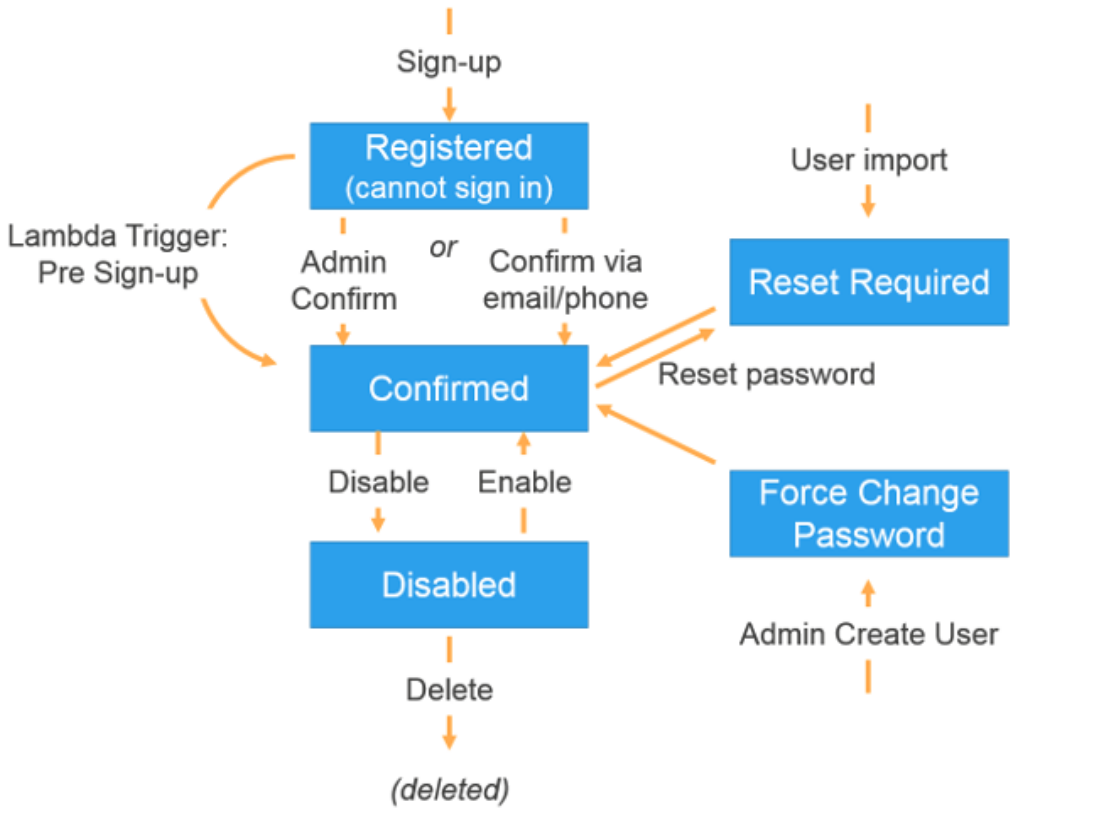 Sign-up
Registered
(cannot sign in)
User import
Lambda Trigger:
Pre Sign-up
or
Admin
Confirm
Confirm via
email/phone
Reset Required
Reset password
Confirmed
Disable
Enable
Force Change
Password
Disabled
Admin Create User
Delete
(deleted)